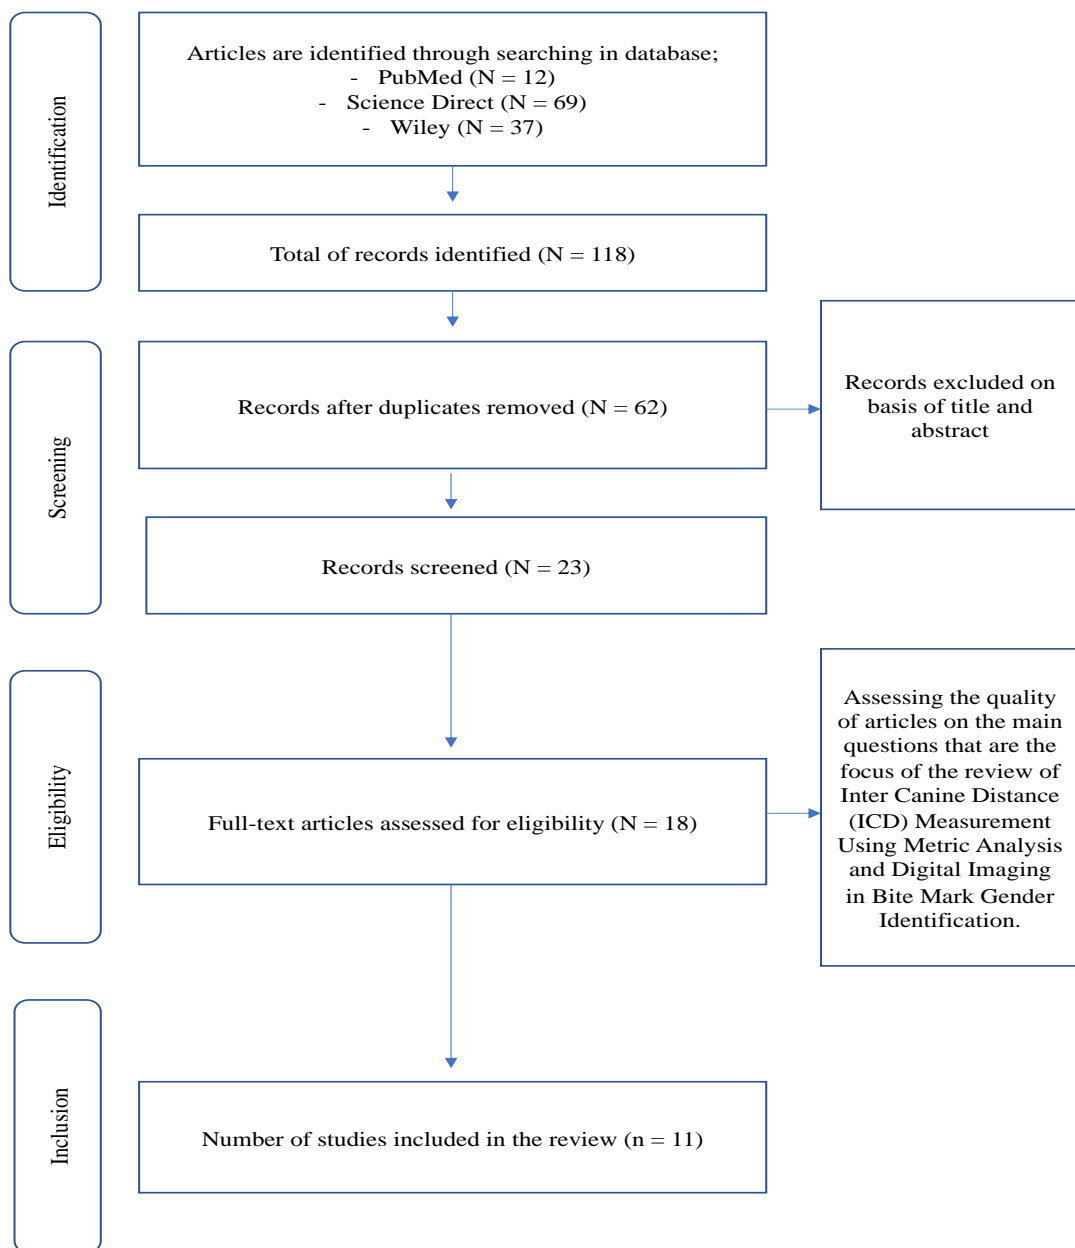 Identification
Articles are identified through searching in database;
- PubMed (N = 12)
- Science Direct (N = 69)
- Wiley (N = 37)
Total of records identified (N = 118)
Screening
Records after duplicates removed (N = 62)
Records excluded on
basis of title and
abstract
Records screened (N = 23)
Eligibility
Full-text articles assessed for eligibility (N = 18)
Assessing the quality
of articles on the main
questions that are the
focus of the review of
Inter Canine Distance
(ICD) Measurement
Using Metric Analysis
and Digital Imaging
in Bite Mark Gender
Identification.
Inclusion
Number of studies included in the review (n = 11)